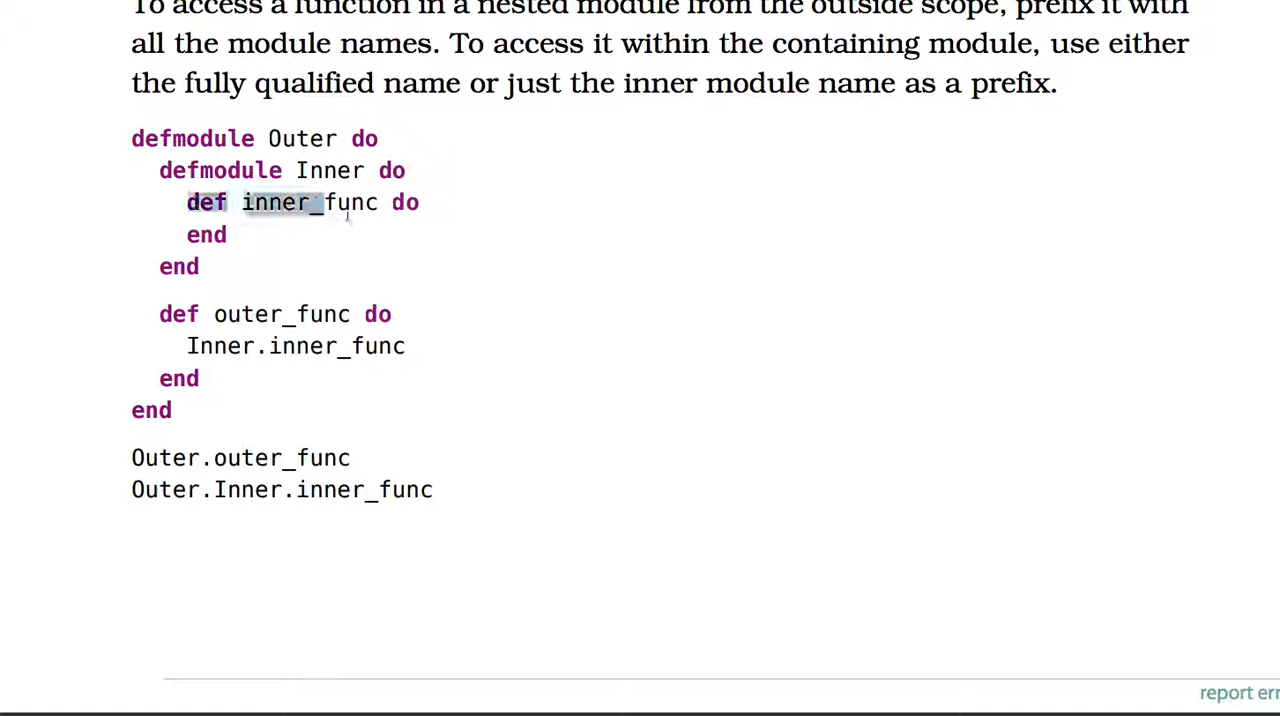 To access a function in a nested module from the outside scope, prefix it with
all the module names. To access it within the containing module, use either
the fully qualified name or just the inner module name as a prefix.
defmodule Outer do
  defmodule Inner do
    def inner_func do
    end
  end
  def outer_func do
    Inner.inner_func
  end
end
Outer.outer_func
Outer.Inner.inner_func
report err